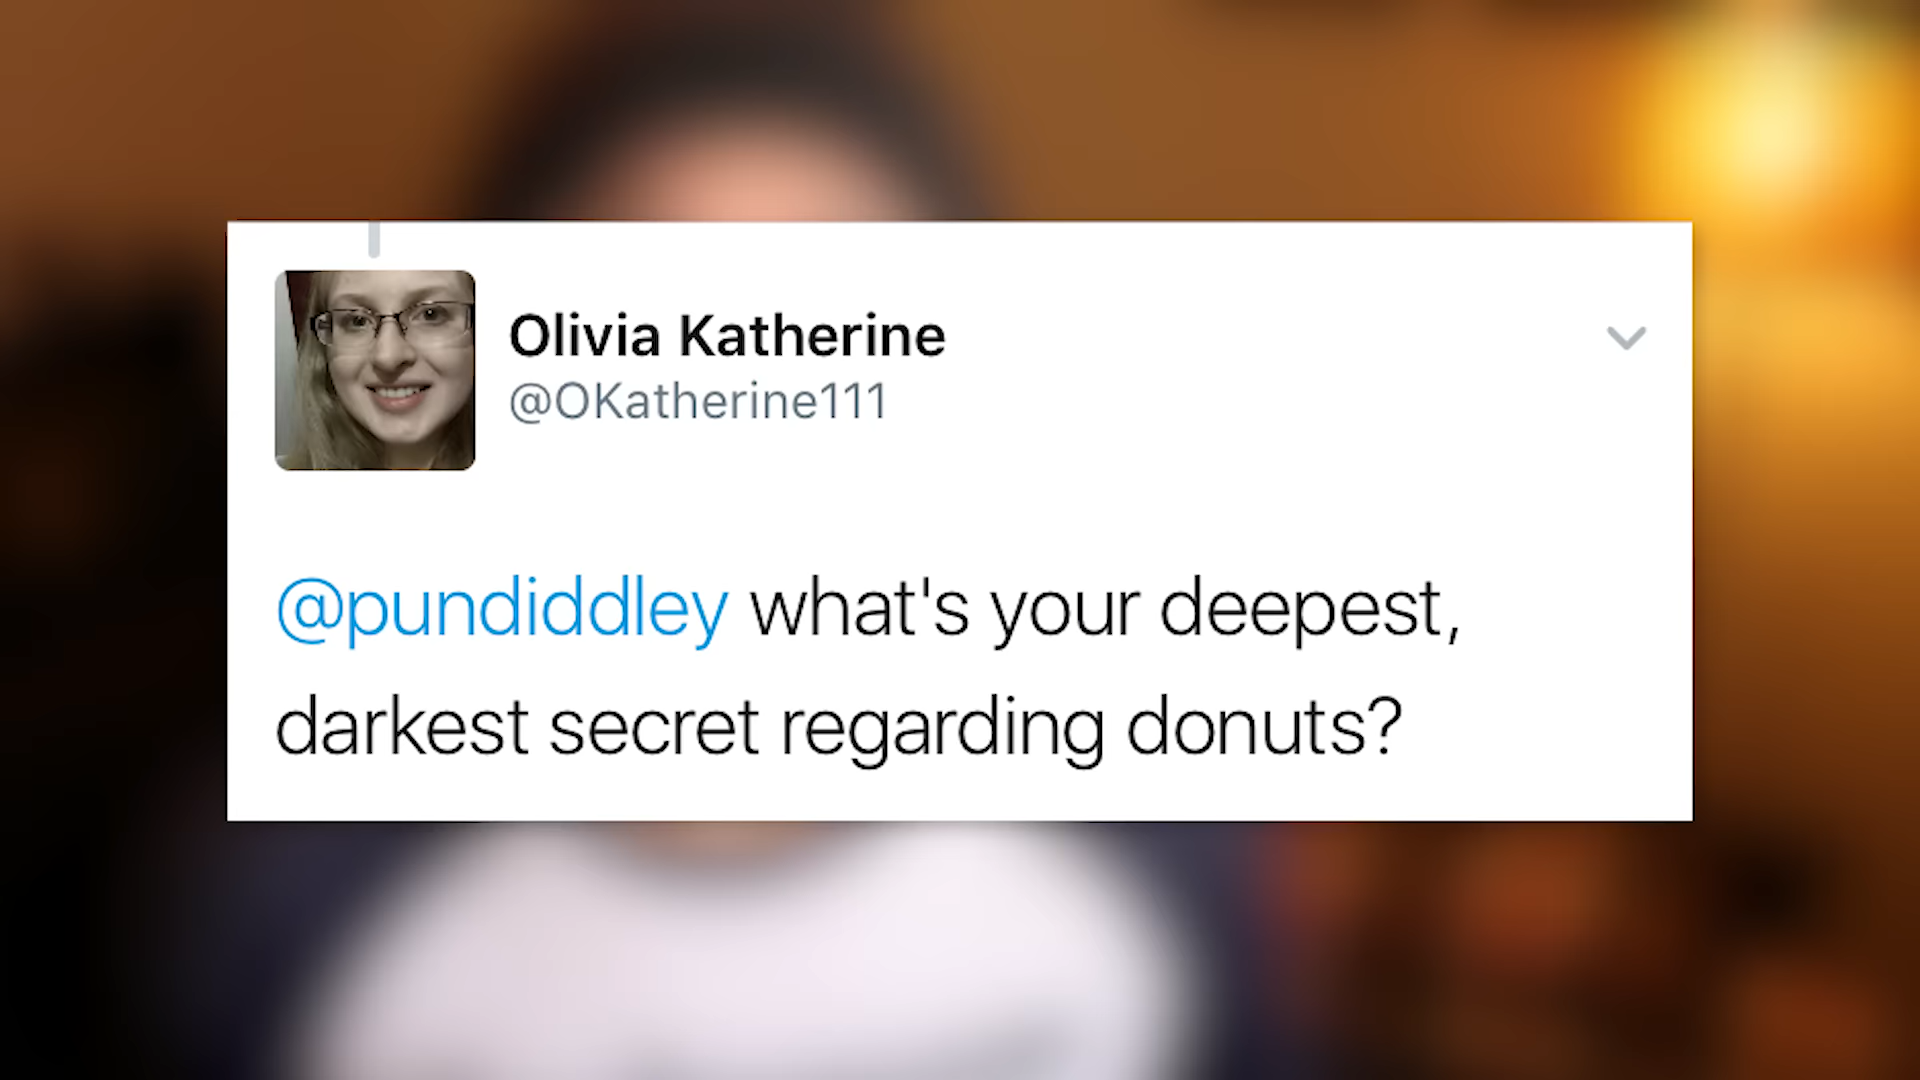 Olivia Katherine
@OKatherine111
@pundiddley what's your deepest,
darkest secret regarding donuts?